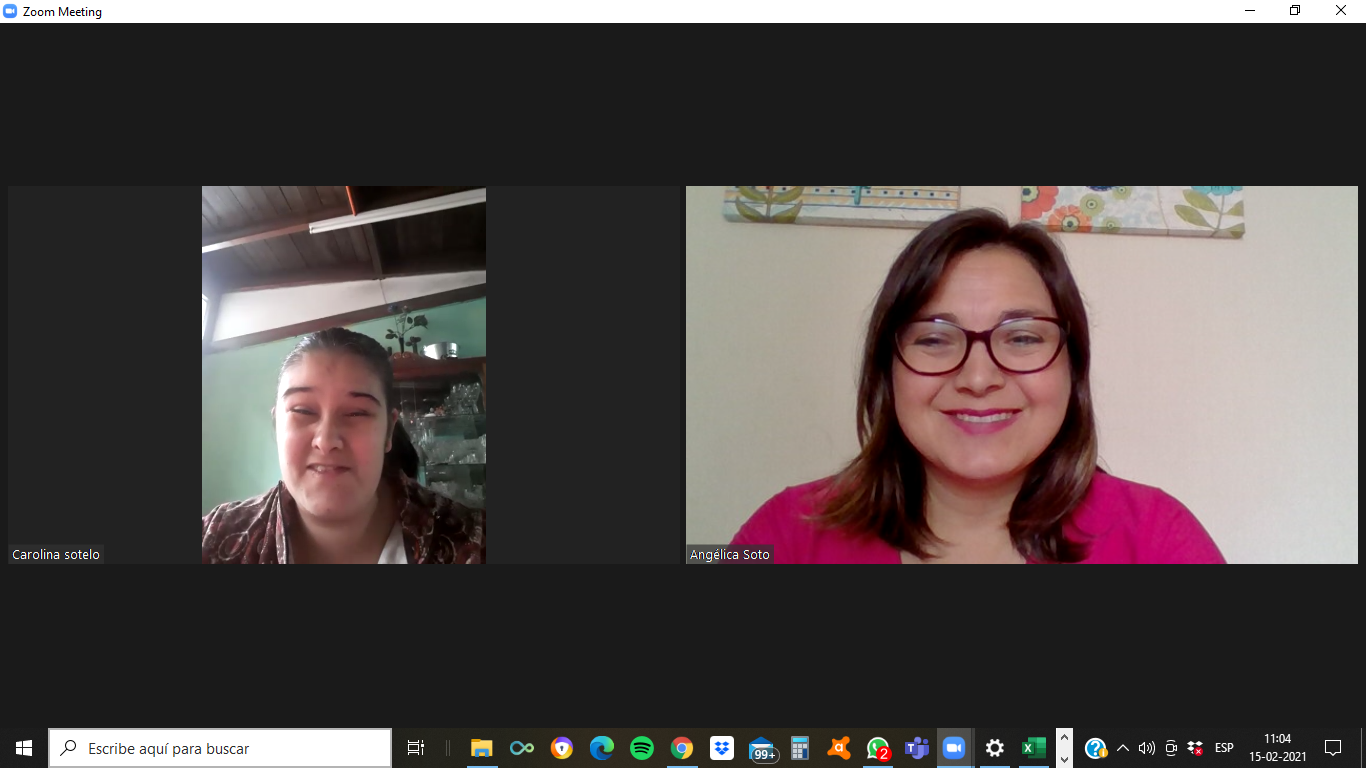 Zoom Meeting
Carolina sotelo
Angélica Soto
Escribe aquí para buscar
99+
2
ESP
11:04
15-02-2021